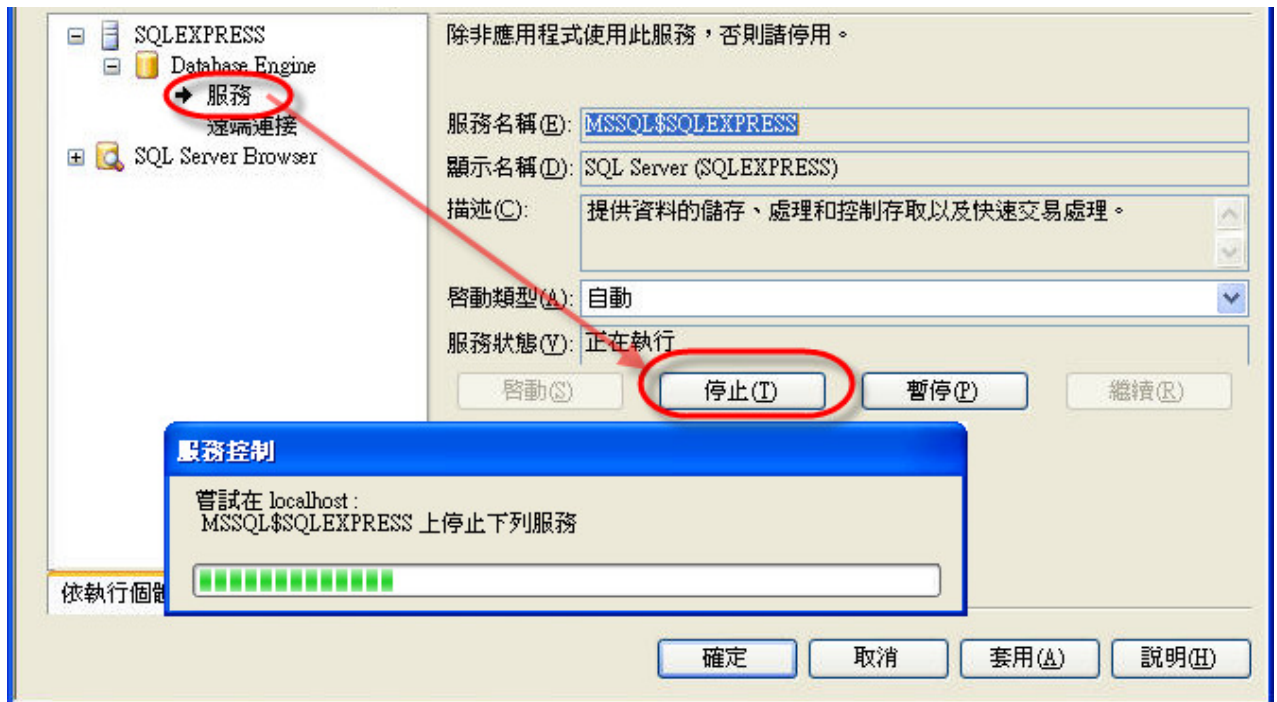 SQLEXPRESS
Database Engine
服務
遠端連接
SQL Server Browser
除非應用程式使用此服務，否則請停用。
服務名稱(E): MSSQL$SQLEXPRESS
顯示名稱(D): SQL Server (SQLEXPRESS)
描述(C): 提供資料的儲存、處理和控制存取以及快速交易處理。
啟動類型(A): 自動
服務狀態(V): 正在執行
啟動(S) 停止(T) 暫停(P) 繼續(R)
服務控制
嘗試在 localhost :
MSSQL$SQLEXPRESS 上停止下列服務
依執行個體
確定 取消 套用(A) 說明(H)